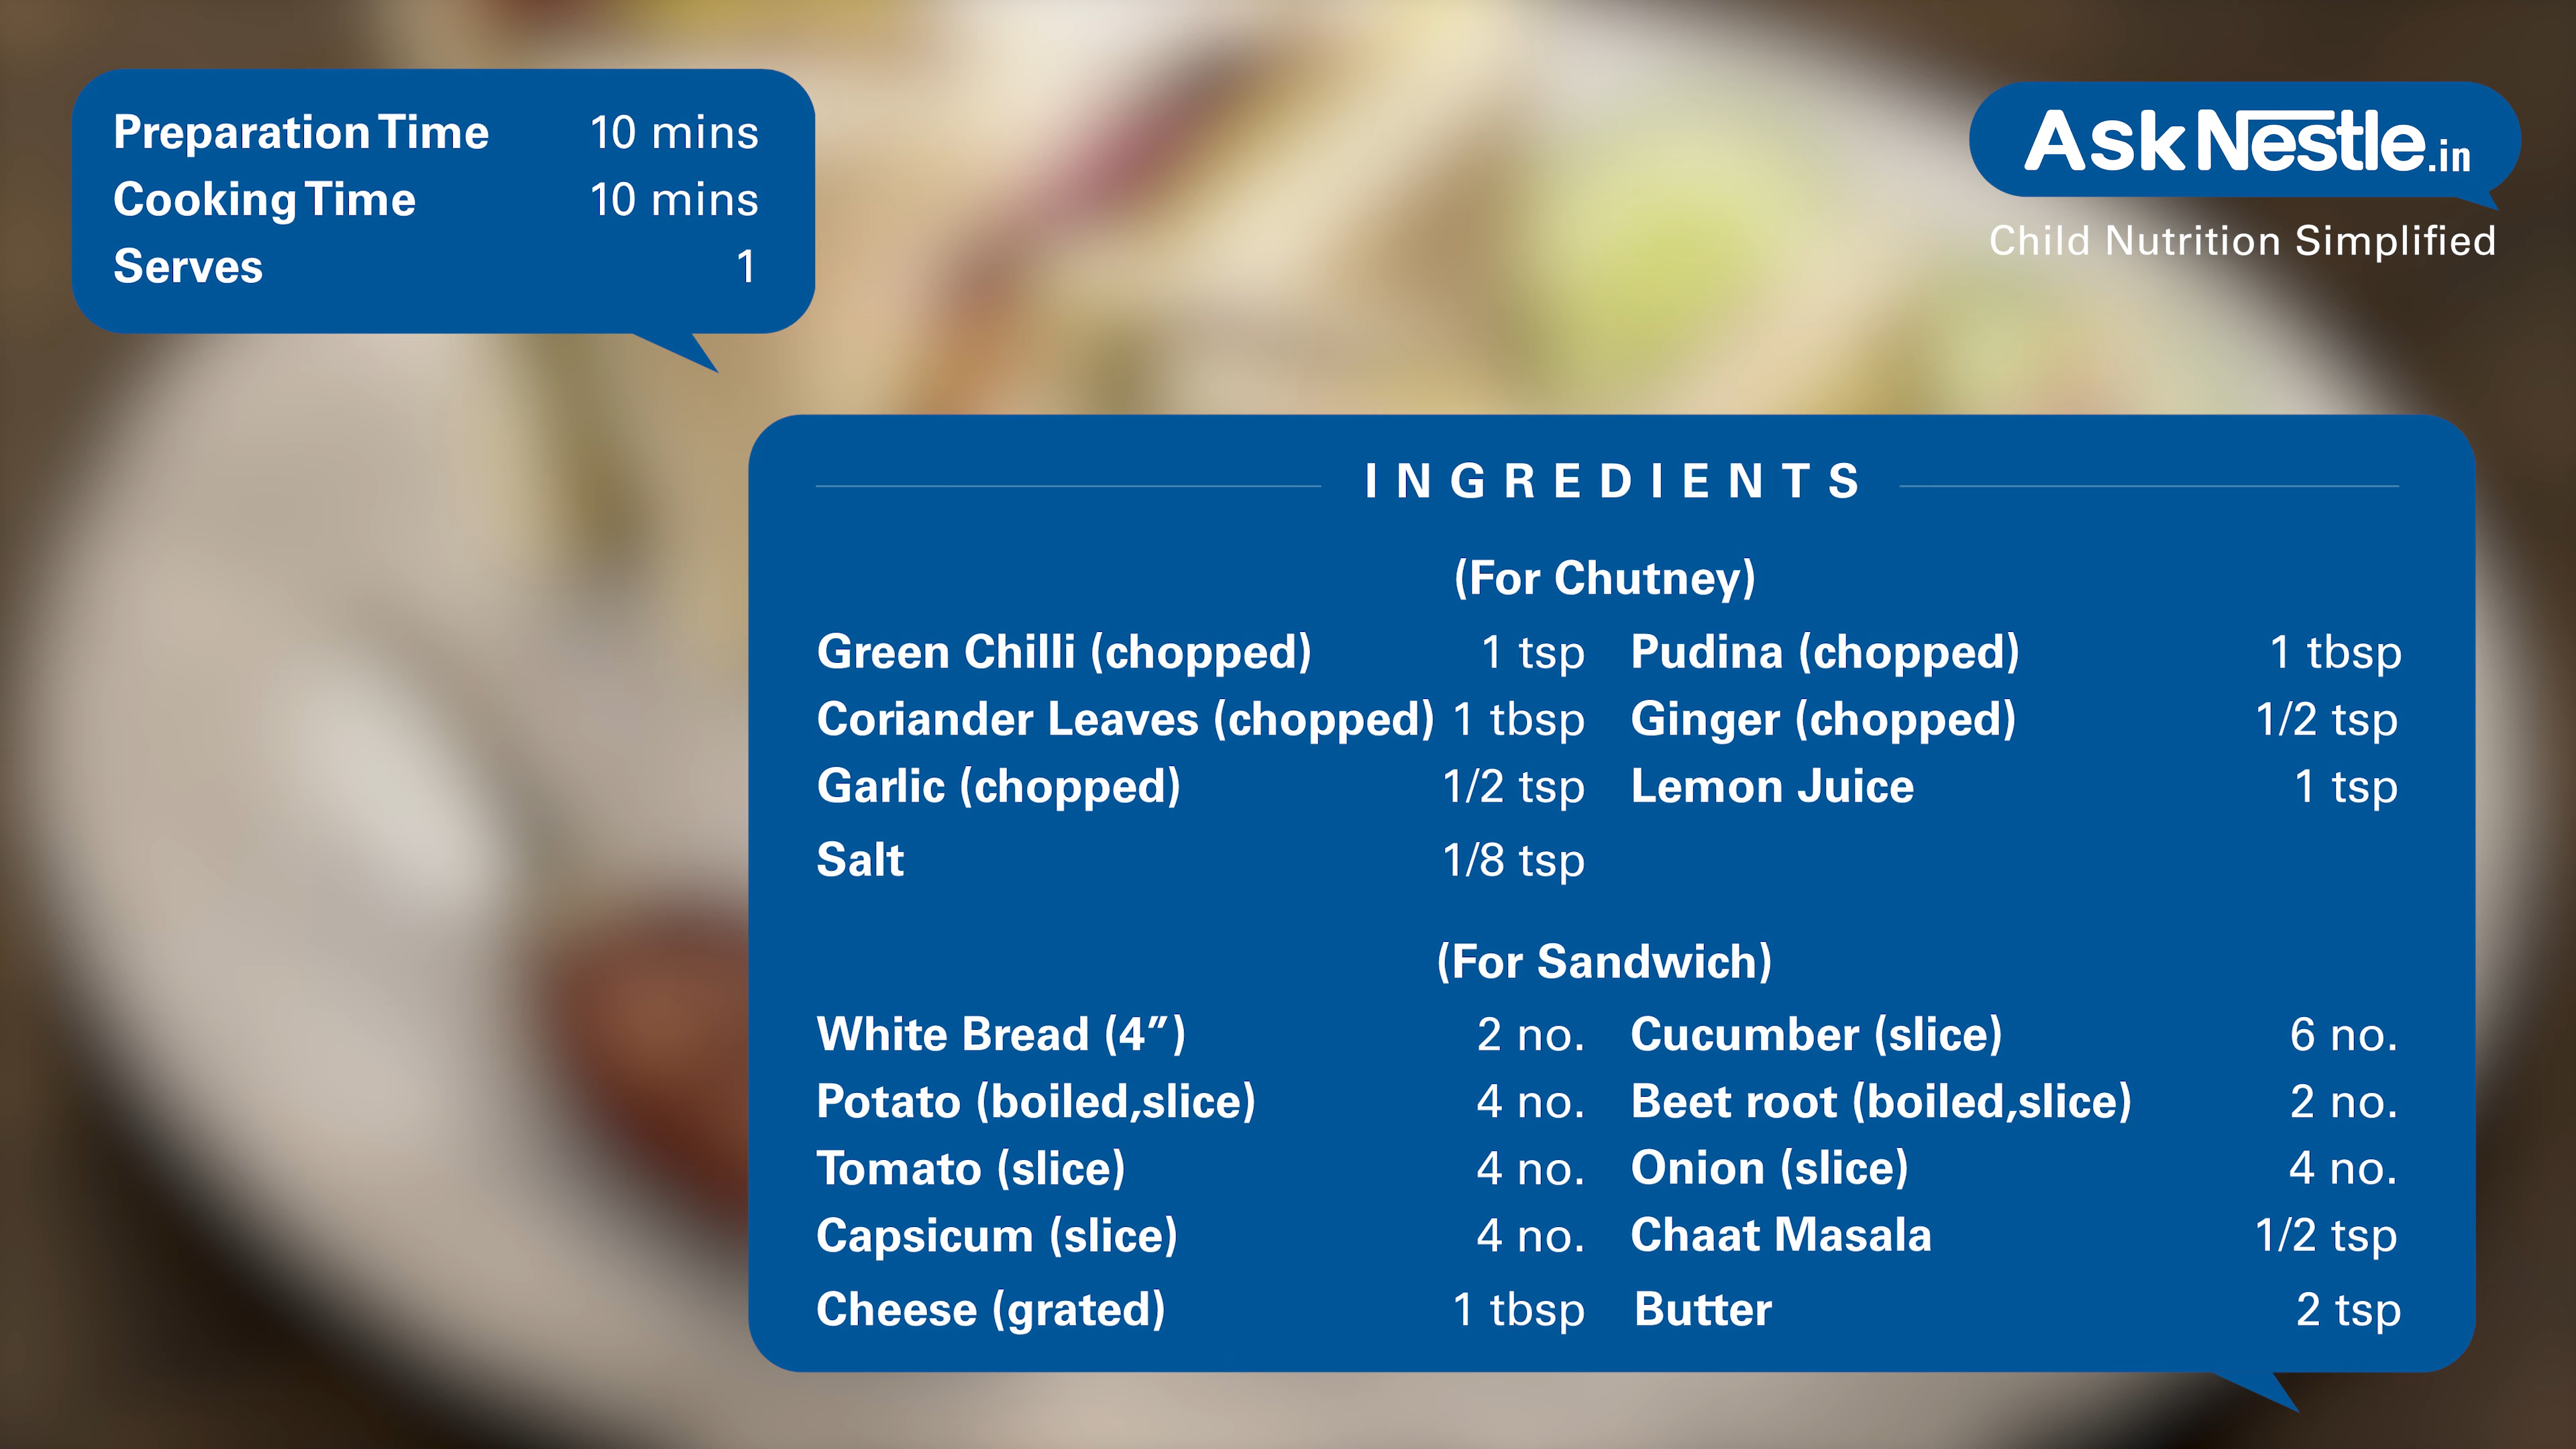 Preparation Time 10 mins
Cooking Time 10 mins
Serves 1
Ask Nestle.in
Child Nutrition Simplified
INGREDIENTS
(For Chutney)
Green Chilli (chopped) 1 tsp Pudina (chopped) 1 tbsp
Coriander Leaves (chopped) 1 tbsp Ginger (chopped) 1/2 tsp
Garlic (chopped) 1/2 tsp Lemon Juice 1 tsp
Salt 1/8 tsp
(For Sandwich)
White Bread (4″) 2 no. Cucumber (slice) 6 no.
Potato (boiled,slice) 4 no. Beet root (boiled,slice) 2 no.
Tomato (slice) 4 no. Onion (slice) 4 no.
Capsicum (slice) 4 no. Chaat Masala 1/2 tsp
Cheese (grated) 1 tbsp Butter 2 tsp